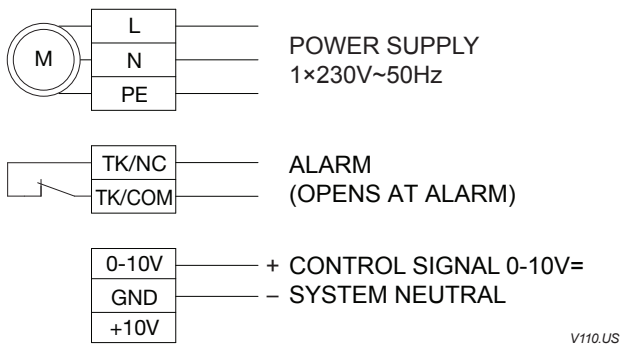 L
M
N
PE
POWER SUPPLY
1×230V~50Hz
TK/NC
TK/COM
ALARM
(OPENS AT ALARM)
0-10V
+ CONTROL SIGNAL 0-10V=
GND
– SYSTEM NEUTRAL
+10V
V110.US